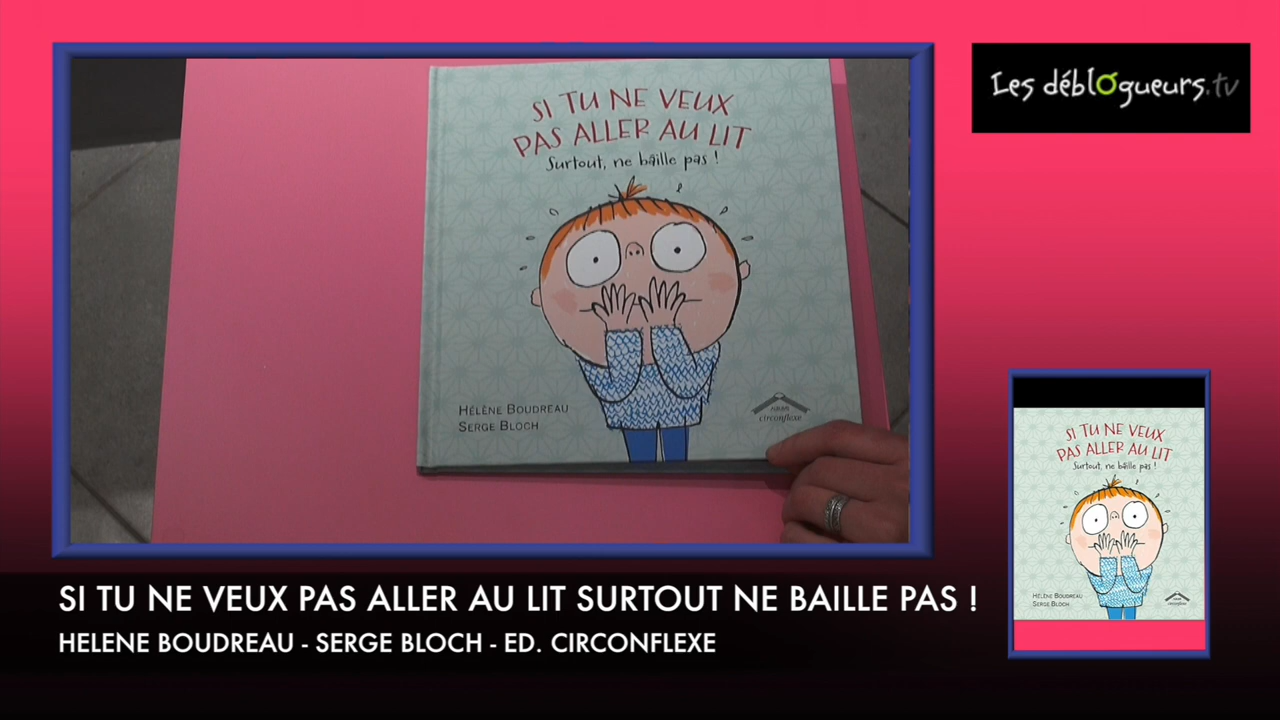 SI TU NE VEUX
PAS ALLER AU LIT
Surtout, ne bâille pas !
HÉLÈNE BOUDREAU
SERGE BLOCH
circonflexe
Les déblogueurs.tv
SI TU NE VEUX
PAS ALLER AU LIT
Surtout, ne bâille pas !
HÉLÈNE BOUDREAU
SERGE BLOCH
circonflexe
SI TU NE VEUX PAS ALLER AU LIT SURTOUT NE BAILLE PAS !
HELENE BOUDREAU - SERGE BLOCH - ED. CIRCONFLEXE